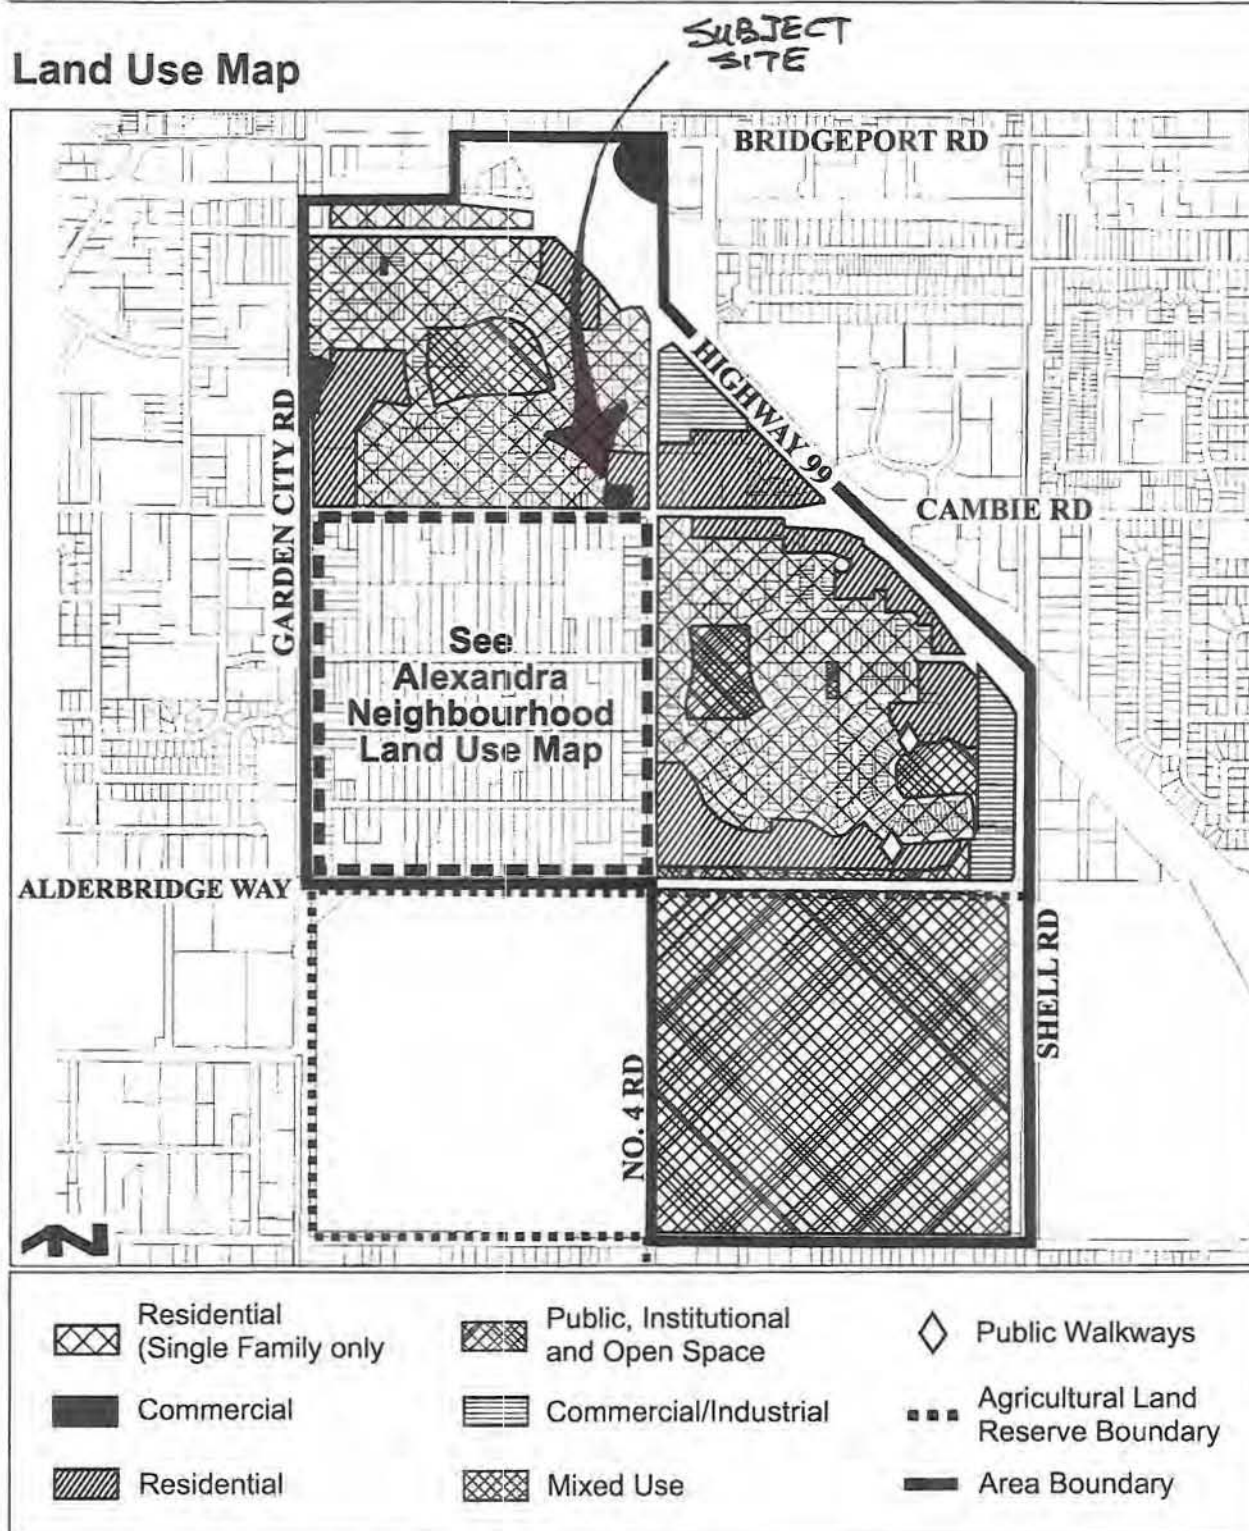 SUBJECT
SITE
Land Use Map
BRIDGEPORT RD
HIGHWAY 99
GARDEN CITY RD
CAMBIE RD
See
Alexandra
Neighbourhood
Land Use Map
ALDERBRIDGE WAY
NO. 4 RD
SHELL RD
N
Residential
(Single Family only
Public, Institutional
and Open Space
Public Walkways
Commercial
Commercial/Industrial
Agricultural Land
Reserve Boundary
Residential
Mixed Use
Area Boundary